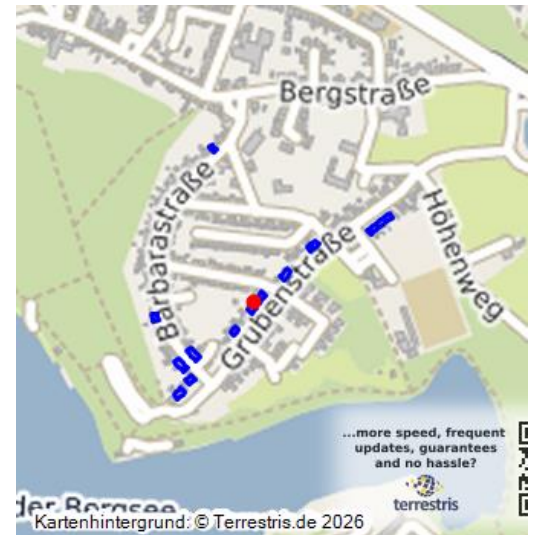 Bergstraße
Barbarastraße
Höhenweg
Grubenstraße
...more speed, frequent
updates, guarantees
and no hassle?
terrestris
Kartenhintergrund: © Terrestris.de 2026